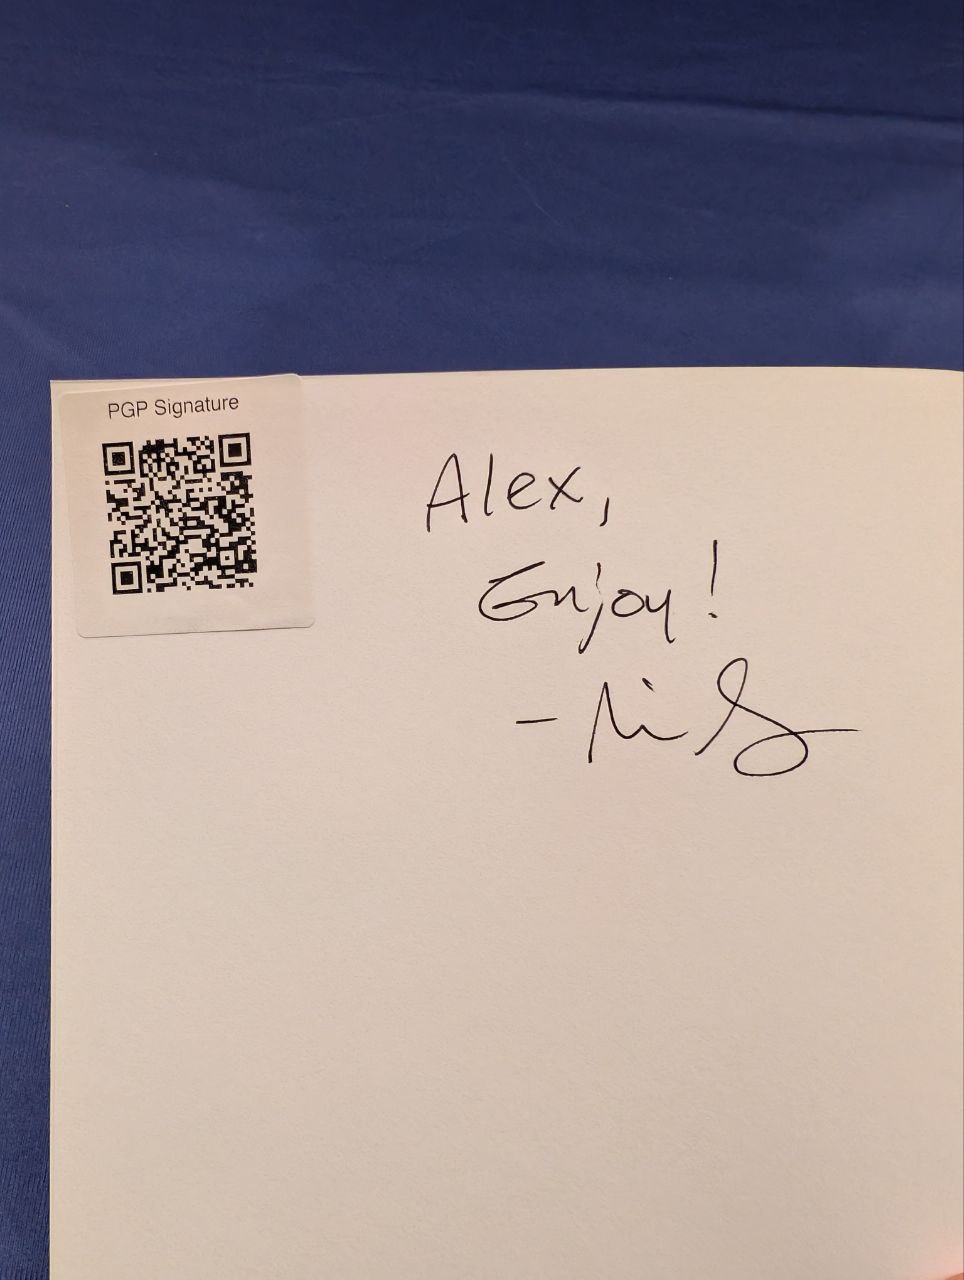 PGP Signature
Alex,
Enjoy!